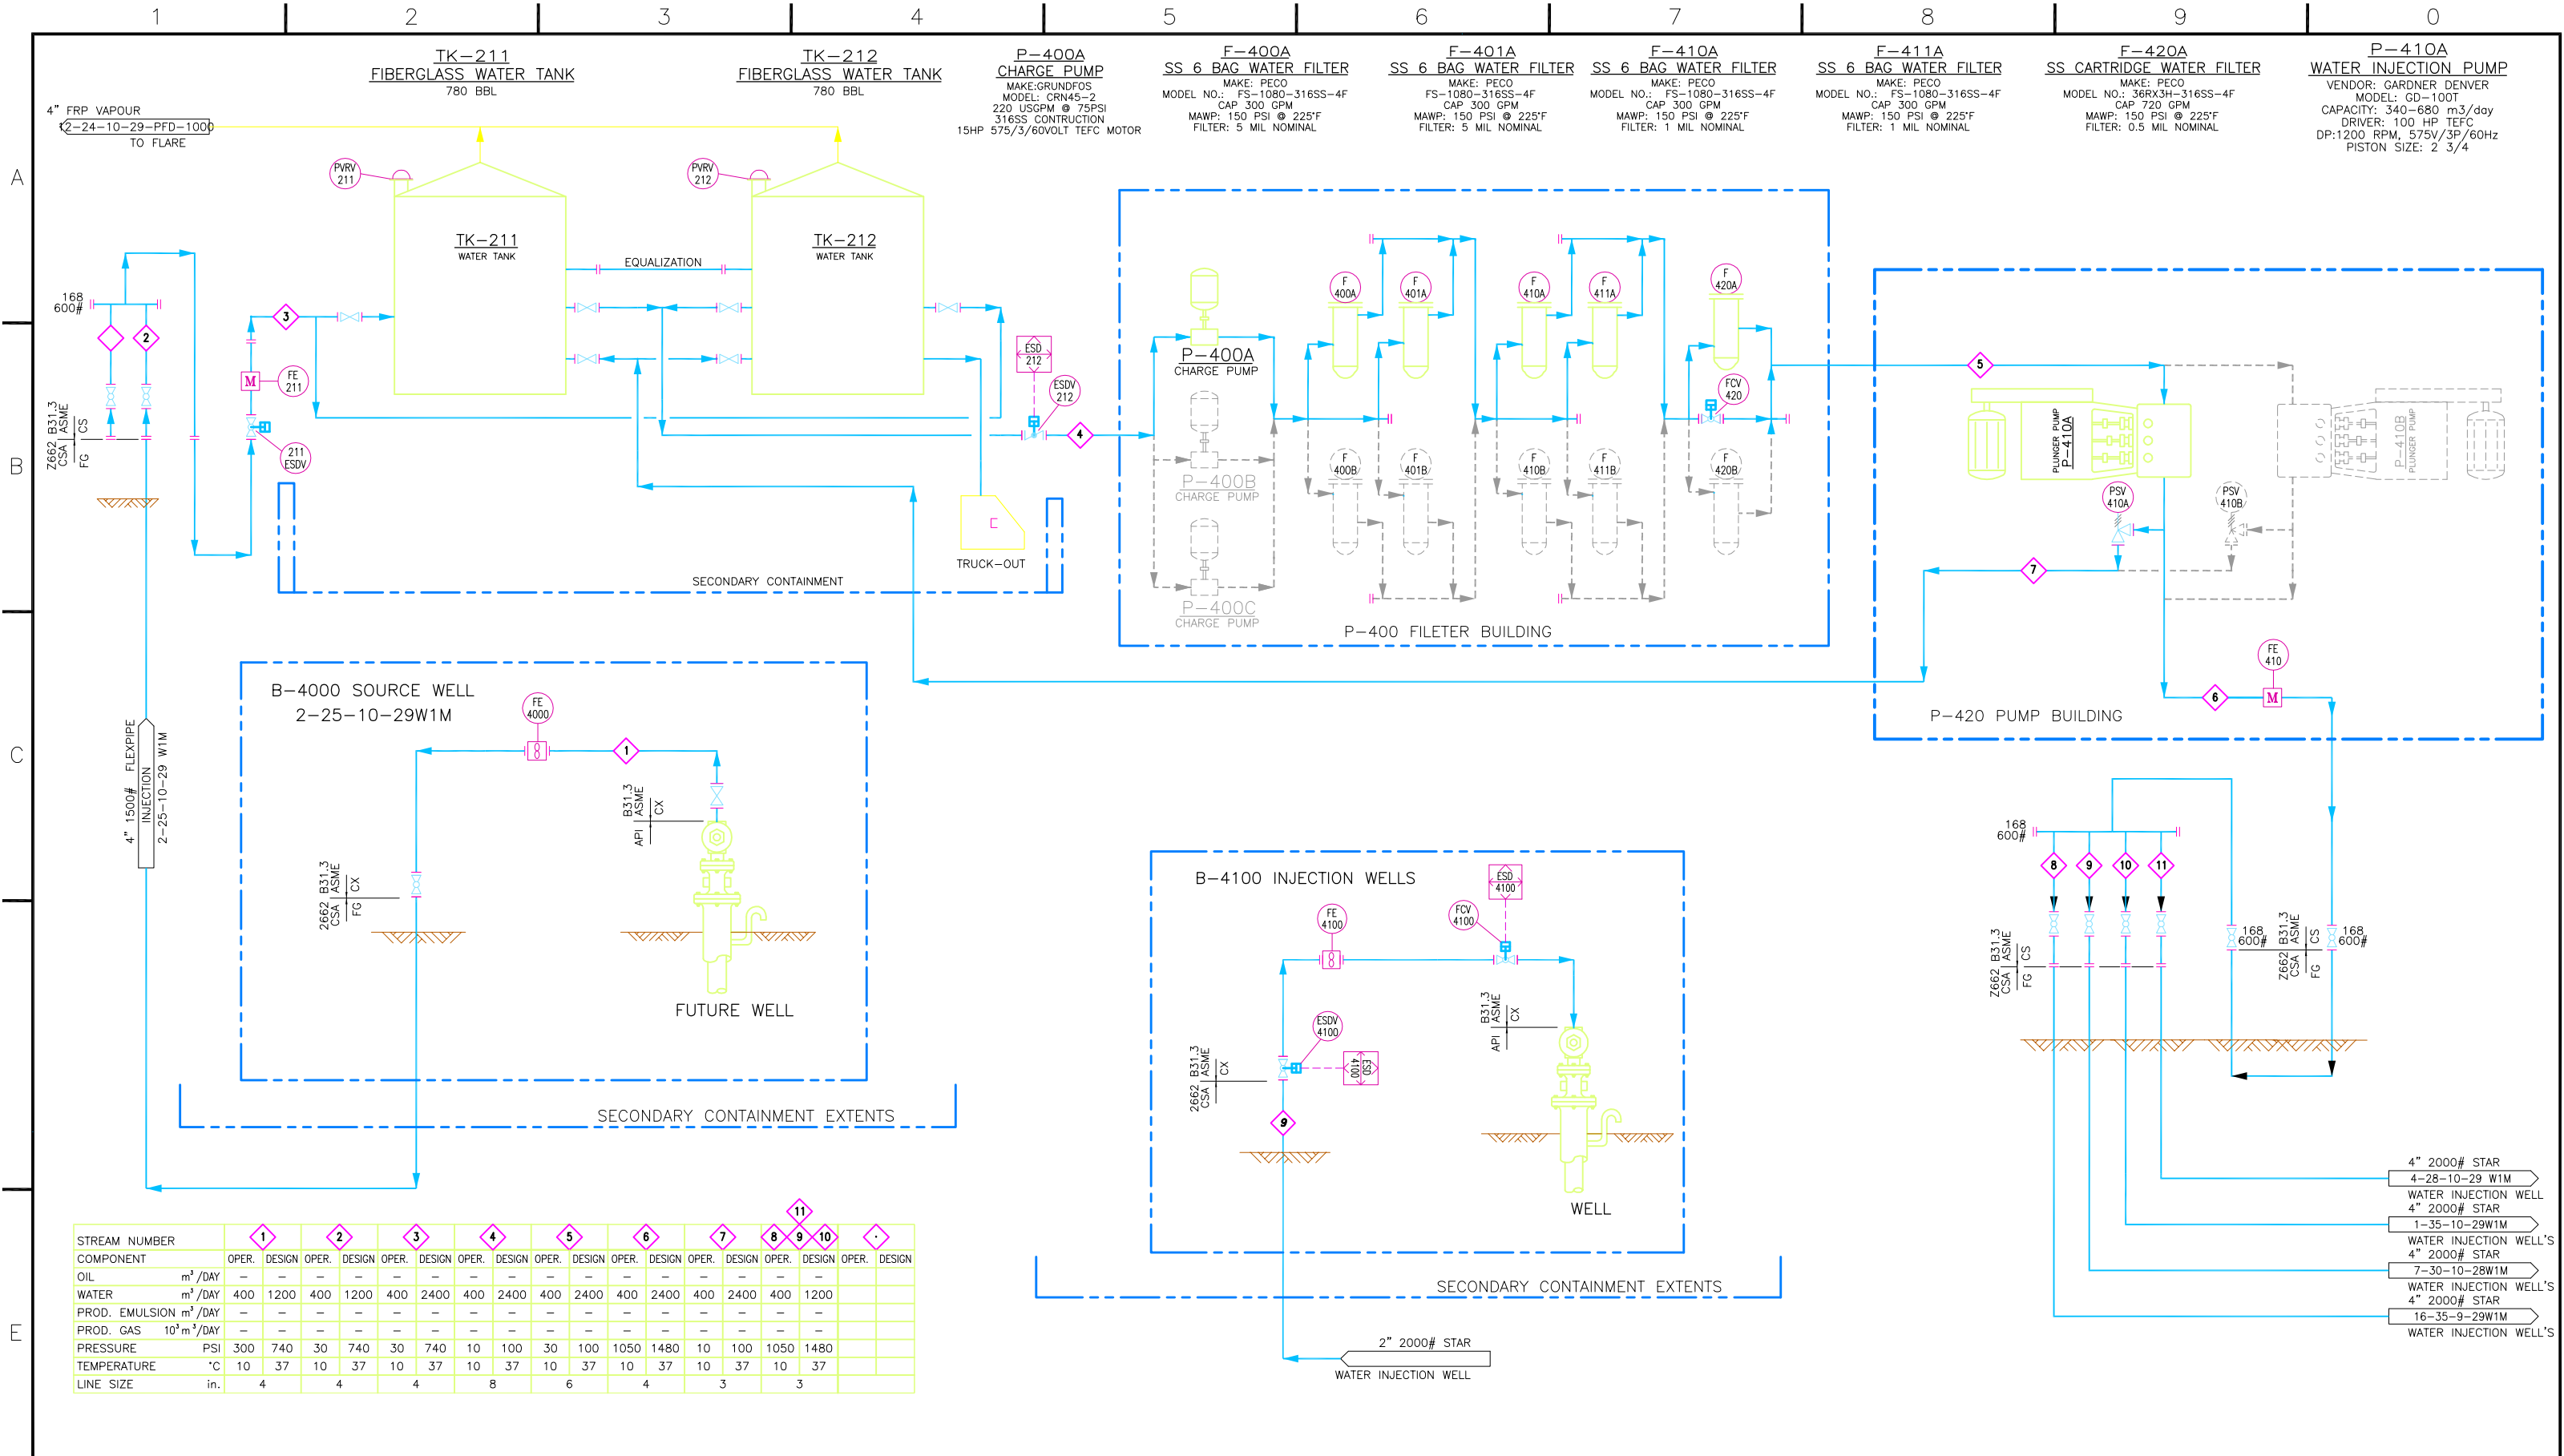 1 2 3 4 5 6 7 8 9 0
A
B
C
E
TK-211
FIBERGLASS WATER TANK
780 BBL
TK-212
FIBERGLASS WATER TANK
780 BBL
P-400A
CHARGE PUMP
MAKE:GRUNDFOS
MODEL: CRN45-2
220 USGPM @ 75PSI
316SS CONTRUCTION
15HP 575/3/60VOLT TEFC MOTOR
F-400A
SS 6 BAG WATER FILTER
MAKE: PECO
MODEL NO.: FS-1080-316SS-4F
CAP 300 GPM
MAWP: 150 PSI @ 225°F
FILTER: 5 MIL NOMINAL
F-401A
SS 6 BAG WATER FILTER
MAKE: PECO
FS-1080-316SS-4F
CAP 300 GPM
MAWP: 150 PSI @ 225°F
FILTER: 5 MIL NOMINAL
F-410A
SS 6 BAG WATER FILTER
MAKE: PECO
MODEL NO.: FS-1080-316SS-4F
CAP 300 GPM
MAWP: 150 PSI @ 225°F
FILTER: 1 MIL NOMINAL
F-411A
SS 6 BAG WATER FILTER
MAKE: PECO
MODEL NO.: FS-1080-316SS-4F
CAP 300 GPM
MAWP: 150 PSI @ 225°F
FILTER: 1 MIL NOMINAL
F-420A
SS CARTRIDGE WATER FILTER
MAKE: PECO
MODEL NO.: 36RX3H-316SS-4F
CAP 720 GPM
MAWP: 150 PSI @ 225°F
FILTER: 0.5 MIL NOMINAL
P-410A
WATER INJECTION PUMP
VENDOR: GARDNER DENVER
MODEL: GD-100T
CAPACITY: 340-680 m3/day
DRIVER: 100 HP TEFC
DP:1200 RPM, 575V/3P/60Hz
PISTON SIZE: 2 3/4
4" FRP VAPOUR
12-24-10-29-PFD-1000
TO FLARE
PVRV
211
PVRV
212
TK-211
WATER TANK
TK-212
WATER TANK
EQUALIZATION
168
600#
2
3
M
FE
211
211
ESDV
Z662 B31.3
CSA ASME
FG CS
ESD
212
ESDV
212
4
TRUCK-OUT
SECONDARY CONTAINMENT
P-400A
CHARGE PUMP
P-400B
CHARGE PUMP
P-400C
CHARGE PUMP
F
400A
F
401A
F
410A
F
411A
F
420A
FCV
420
F
400B
F
401B
F
410B
F
411B
F
420B
P-400 FILETER BUILDING
5
PLUNGER PUMP
P-410A
P-410B
PLUNGER PUMP
PSV
410A
PSV
410B
7
6
M
FE
410
P-420 PUMP BUILDING
4" 1500# FLEXPIPE
INJECTION
2-25-10-29 W1M
B-4000 SOURCE WELL
2-25-10-29W1M
FE
4000
8
1
B31.3
API ASME
CX
2662 B31.3
CSA ASME
FG CX
FUTURE WELL
SECONDARY CONTAINMENT EXTENTS
B-4100 INJECTION WELLS
FE
4100
8
FCV
4100
ESD
4100
ESDV
4100
ESD
4100
2662 B31.3
CSA ASME
CX
B31.3
API ASME
CX
9
WELL
SECONDARY CONTAINMENT EXTENTS
2" 2000# STAR
WATER INJECTION WELL
168
600#
8 9 10 11
Z662 B31.3
CSA ASME
FG CS
168
600#
Z662 B31.3
CSA ASME
FG CS
168
600#
4" 2000# STAR
4-28-10-29 W1M
WATER INJECTION WELL
4" 2000# STAR
1-35-10-29W1M
WATER INJECTION WELL'S
4" 2000# STAR
7-30-10-28W1M
WATER INJECTION WELL'S
4" 2000# STAR
16-35-9-29W1M
WATER INJECTION WELL'S
11
STREAM NUMBER 1 2 3 4 5 6 7 8 9 10 ·
COMPONENT OPER. DESIGN OPER. DESIGN OPER. DESIGN OPER. DESIGN OPER. DESIGN OPER. DESIGN OPER. DESIGN OPER. DESIGN OPER. DESIGN
OIL m³/DAY – – – – – – – – – – – – – – – –
WATER m³/DAY 400 1200 400 1200 400 2400 400 2400 400 2400 400 2400 400 2400 400 1200
PROD. EMULSION m³/DAY – – – – – – – – – – – – – – – –
PROD. GAS 10³m³/DAY – – – – – – – – – – – – – – – –
PRESSURE PSI 300 740 30 740 30 740 10 100 30 100 1050 1480 10 100 1050 1480
TEMPERATURE °C 10 37 10 37 10 37 10 37 10 37 10 37 10 37 10 37
LINE SIZE in. 4 4 4 8 6 4 3 3